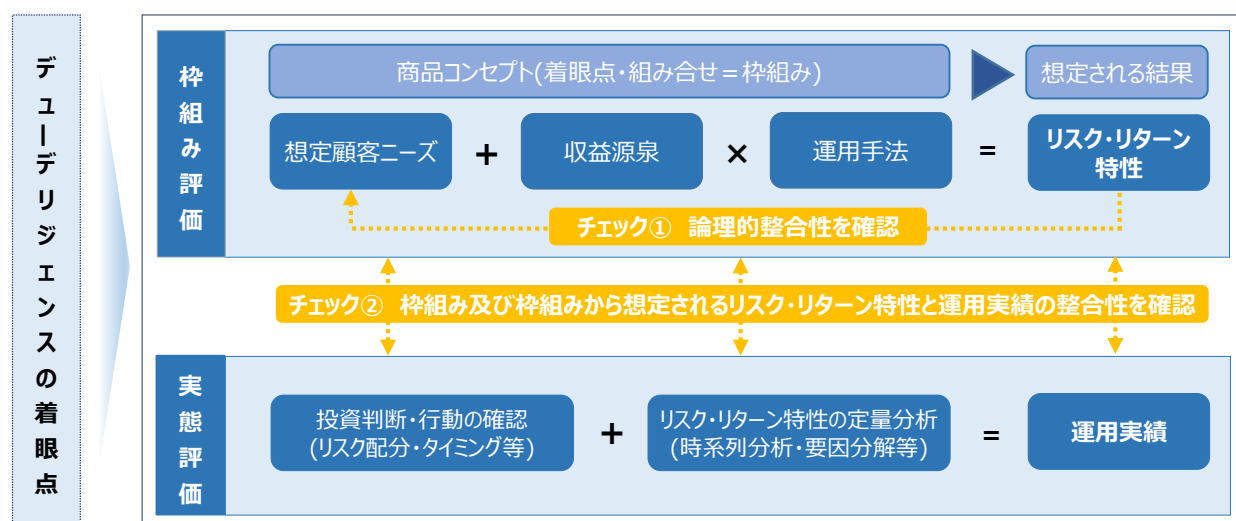 デューデリジェンスの着眼点
枠組み評価
商品コンセプト(着眼点・組み合せ＝枠組み)
想定される結果
想定顧客ニーズ
+
収益源泉
×
運用手法
=
リスク・リターン
特性
チェック① 論理的整合性を確認
チェック② 枠組み及び枠組みから想定されるリスク・リターン特性と運用実績の整合性を確認
実態評価
投資判断・行動の確認
(リスク配分・タイミング等)
+
リスク・リターン特性の定量分析
(時系列分析・要因分解等)
=
運用実績